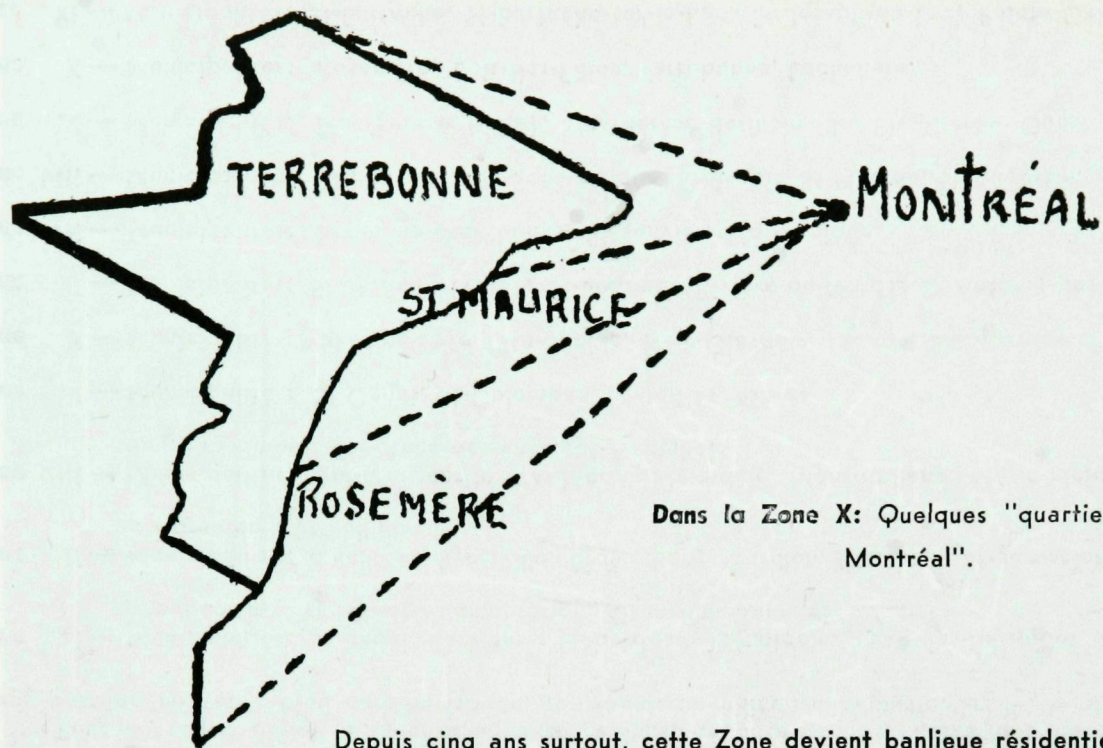 TERREBONNE
MONTRÉAL
ST MAURICE
ROSEMÈRE
Dans la Zone X: Quelques "quartie
Montréal".
Depuis cinq ans surtout, cette Zone devient banlieue résidentie